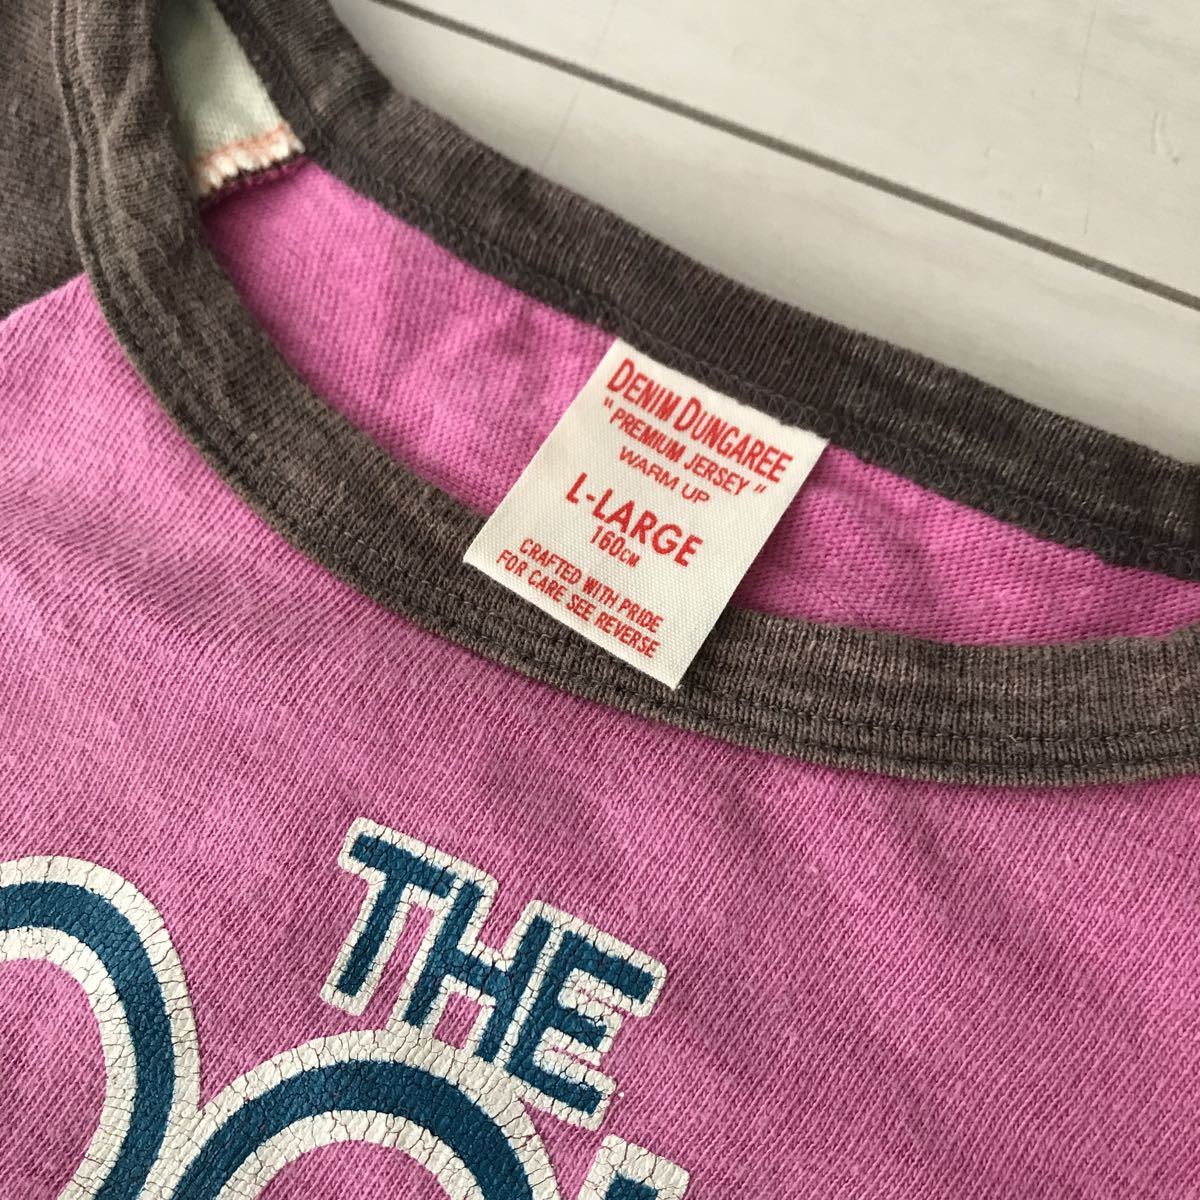 DENIM DUNGAREE
"PREMIUM JERSEY"
WARM UP
L-LARGE
160CM
CRAFTED WITH PRIDE
FOR CARE SEE REVERSE
THE